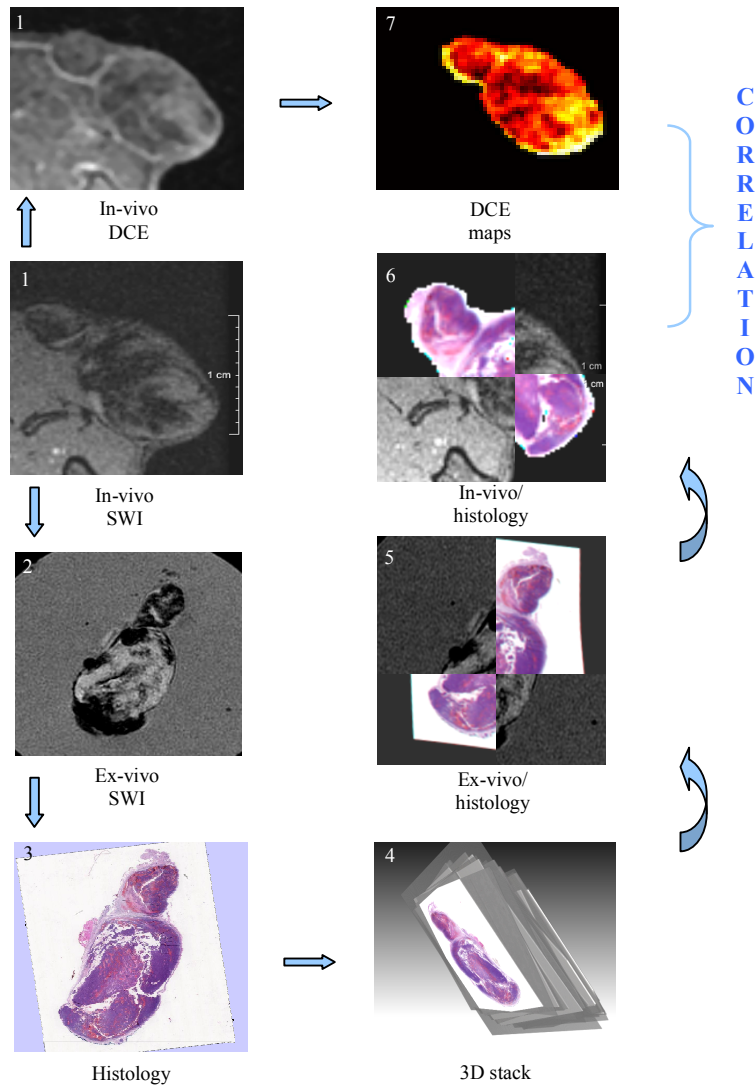 1
In-vivo
DCE
7
DCE
maps
CORRELATION
1
1 cm
In-vivo
SWI
6
1 cm
cm
In-vivo/
histology
2
Ex-vivo
SWI
5
Ex-vivo/
histology
3
Histology
4
3D stack